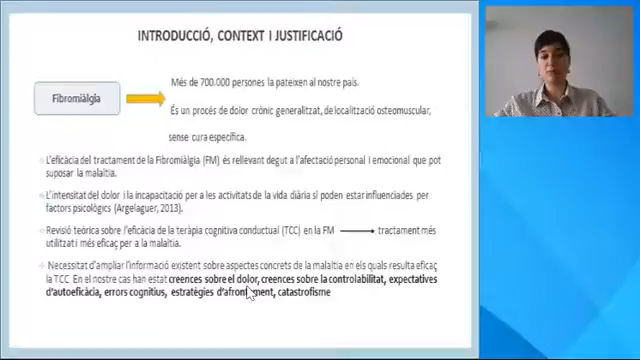 INTRODUCCIÓ, CONTEXT I JUSTIFICACIÓ
Fibromiàlgia
Més de 700.000 persones la pateixen al nostre país.
És un procés de dolor crònic generalitzat, de localització osteomuscular,
sense cura específica.
L'eficàcia del tractament de la Fibromiàlgia (FM) és rellevant degut a l'afectació personal i emocional que pot
suposar la malaltia.
L'intensitat del dolor i la incapacitació per a les activitats de la vida diària sí poden estar influenciades per
factors psicològics (Argelaguer, 2013).
Revisió teòrica sobre l'eficàcia de la teràpia cognitiva conductual (TCC) en la FM → tractament més
utilitzat i més eficaç per a la malaltia.
Necessitat d'ampliar l'informació existent sobre aspectes concrets de la malaltia en els quals resulta eficaç
la TCC. En el nostre cas han estat creences sobre el dolor, creences sobre la controlabilitat, expectatives
d'autoeficàcia, errors cognitius, estratègies d'afrontament, catastrofisme